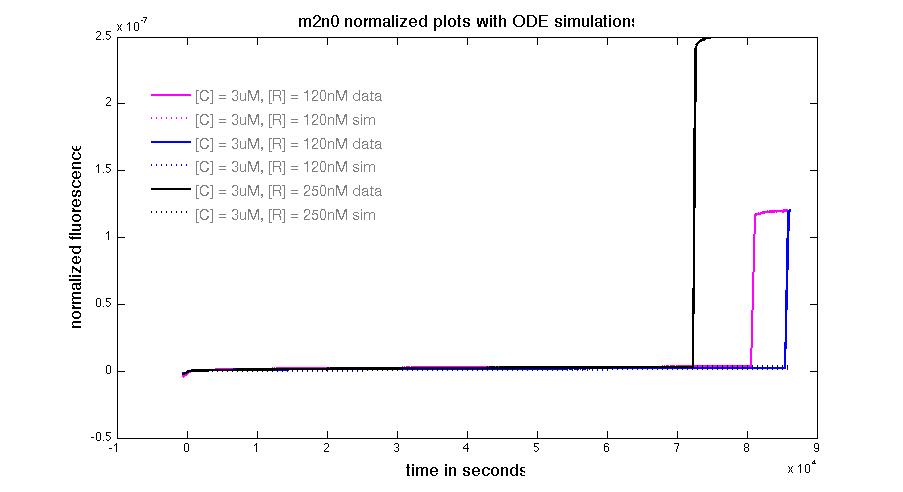 m2n0 normalized plots with ODE simulations
x 10^-7
2.5
2
1.5
1
0.5
0
-0.5
normalized fluorescence
[C] = 3uM, [R] = 120nM data
[C] = 3uM, [R] = 120nM sim
[C] = 3uM, [R] = 120nM data
[C] = 3uM, [R] = 120nM sim
[C] = 3uM, [R] = 250nM data
[C] = 3uM, [R] = 250nM sim
-1 0 1 2 3 4 5 6 7 8 9
x 10^4
time in seconds